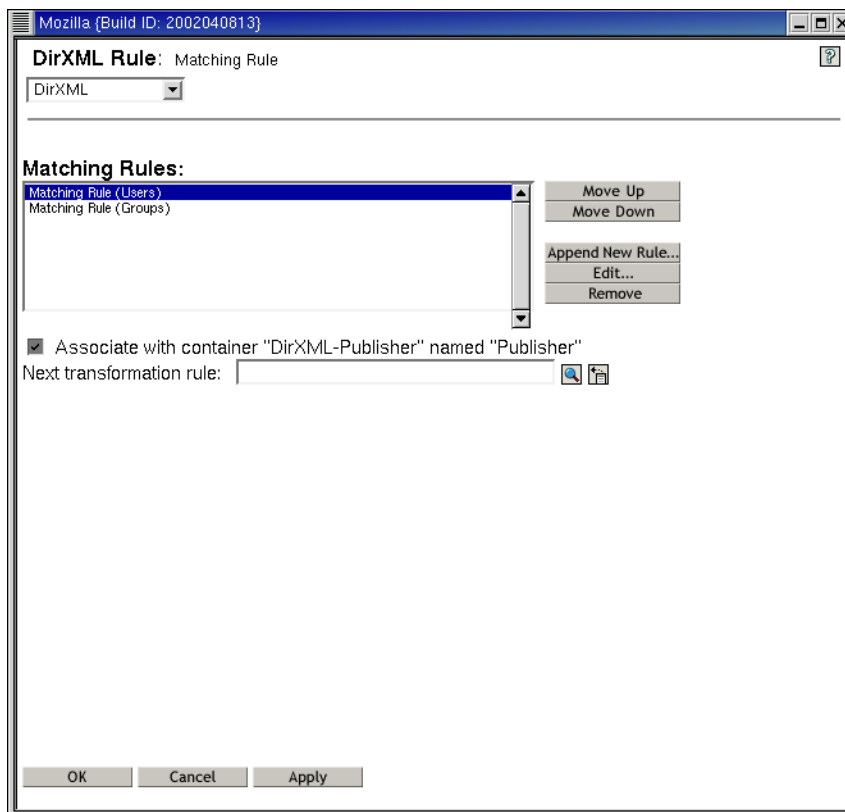 Mozilla {Build ID: 2002040813}
DirXML Rule: Matching Rule
?
DirXML
Matching Rules:
Matching Rule (Users)
Matching Rule (Groups)
Move Up
Move Down
Append New Rule...
Edit...
Remove
Associate with container "DirXML-Publisher" named "Publisher"
Next transformation rule:
OK Cancel Apply